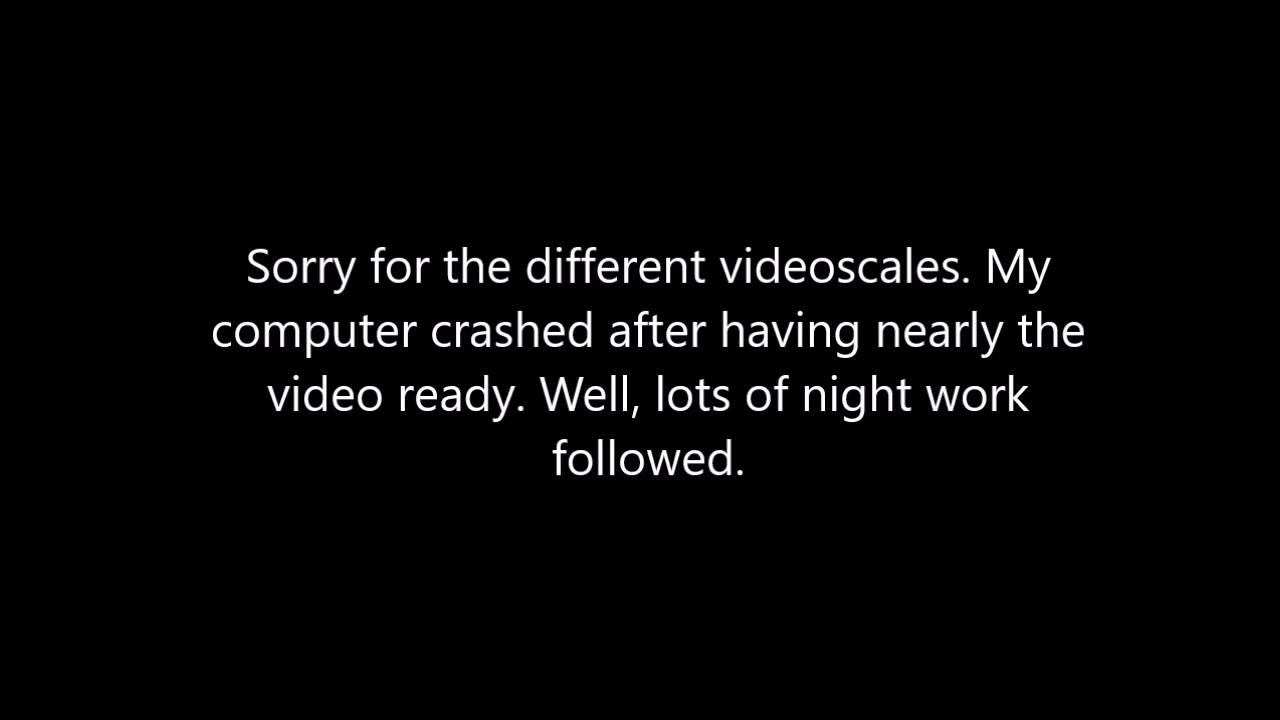 Sorry for the different videoscales. My
computer crashed after having nearly the
video ready. Well, lots of night work
followed.